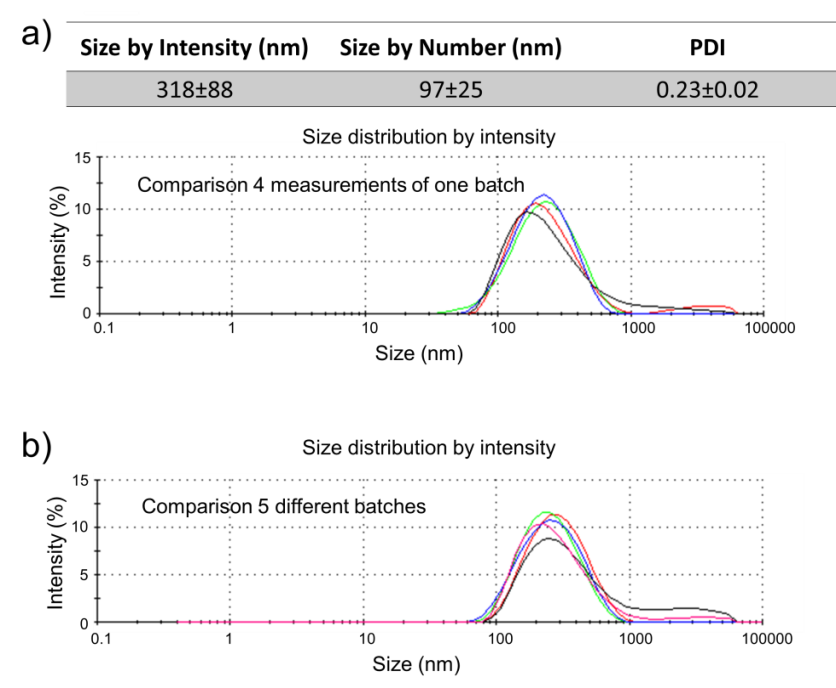 a)
Size by Intensity (nm) Size by Number (nm) PDI
318±88 97±25 0.23±0.02
Size distribution by intensity
15
Comparison 4 measurements of one batch
10
5
0
Intensity (%)
0.1 1 10 100 1000 100000
Size (nm)
b)
Size distribution by intensity
15
Comparison 5 different batches
10
5
0
Intensity (%)
0.1 1 10 100 1000 100000
Size (nm)